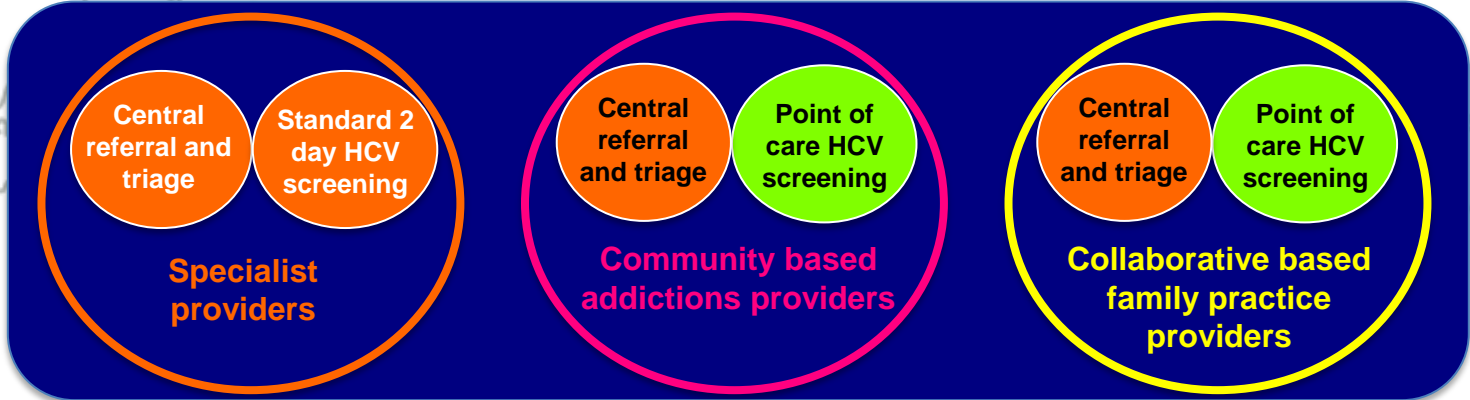 Central
referral and
triage
Standard 2
day HCV
screening
Specialist
providers
Central
referral
and triage
Point of
care HCV
screening
Community based
addictions providers
Central
referral
and triage
Point of
care HCV
screening
Collaborative based
family practice
providers